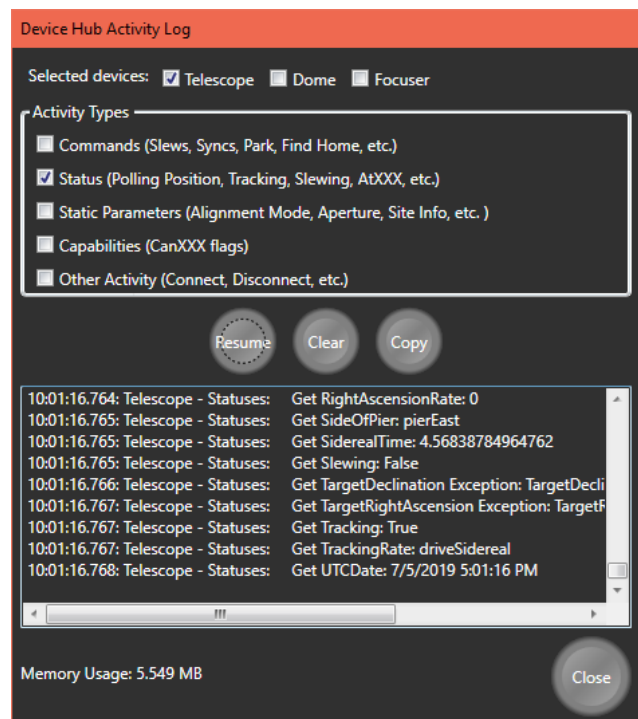 Device Hub Activity Log
Selected devices: Telescope Dome Focuser
Activity Types
Commands (Slews, Syncs, Park, Find Home, etc.)
Status (Polling Position, Tracking, Slewing, AtXXX, etc.)
Static Parameters (Alignment Mode, Aperture, Site Info, etc. )
Capabilities (CanXXX flags)
Other Activity (Connect, Disconnect, etc.)
Resume Clear Copy
10:01:16.764: Telescope - Statuses: Get RightAscensionRate: 0
10:01:16.765: Telescope - Statuses: Get SideOfPier: pierEast
10:01:16.765: Telescope - Statuses: Get SiderealTime: 4.56838784964762
10:01:16.765: Telescope - Statuses: Get Slewing: False
10:01:16.766: Telescope - Statuses: Get TargetDeclination Exception: TargetDecli
10:01:16.767: Telescope - Statuses: Get TargetRightAscension Exception: TargetR
10:01:16.767: Telescope - Statuses: Get Tracking: True
10:01:16.767: Telescope - Statuses: Get TrackingRate: driveSidereal
10:01:16.768: Telescope - Statuses: Get UTCDate: 7/5/2019 5:01:16 PM
Memory Usage: 5.549 MB
Close